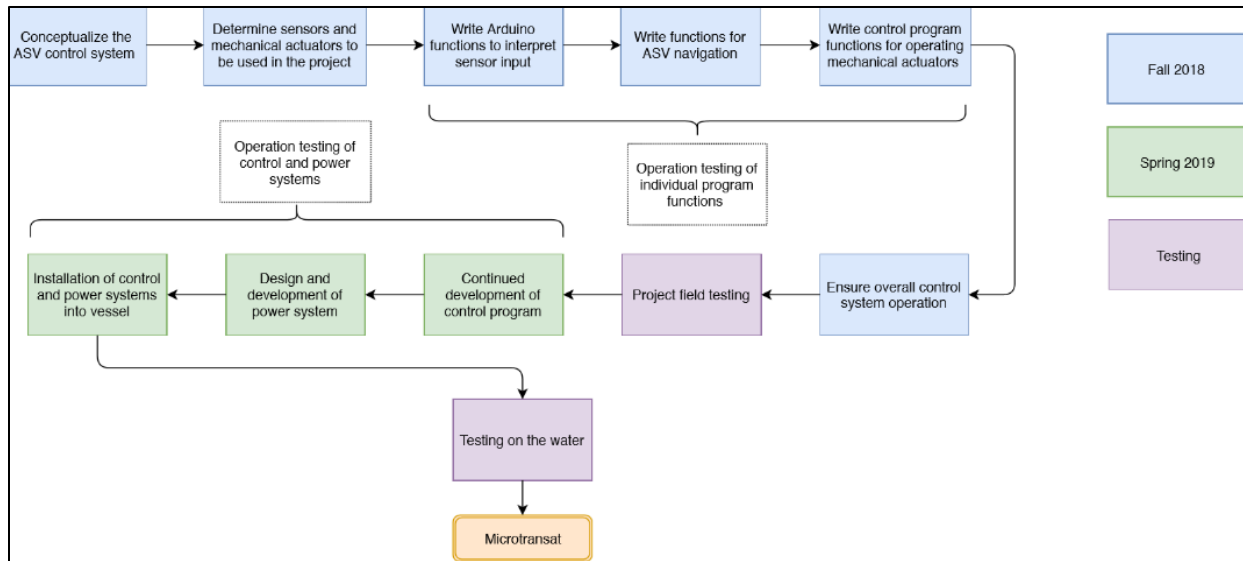 Conceptualize the
ASV control system
Determine sensors and
mechanical actuators to
be used in the project
Write Arduino
functions to interpret
sensor input
Write functions for
ASV navigation
Write control program
functions for operating
mechanical actuators
Fall 2018
Operation testing of
control and power
systems
Operation testing of
individual program
functions
Spring 2019
Installation of control
and power systems
into vessel
Design and
development of
power system
Continued
development of
control program
Project field testing
Ensure overall control
system operation
Testing
Testing on the water
Microtransat